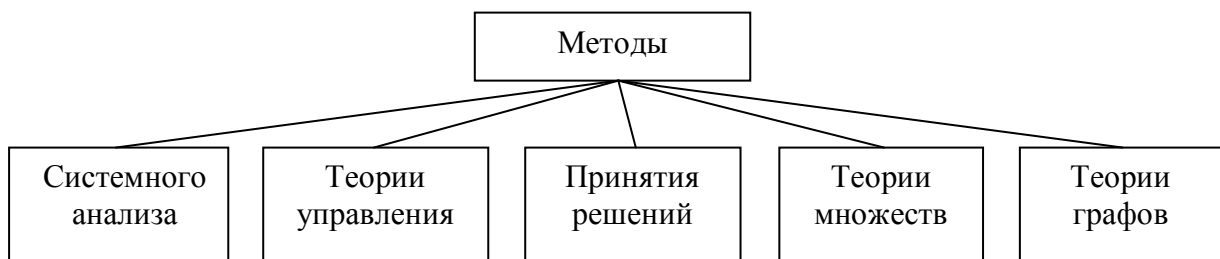 Методы
Системного
анализа
Теории
управления
Принятия
решений
Теории
множеств
Теории
графов